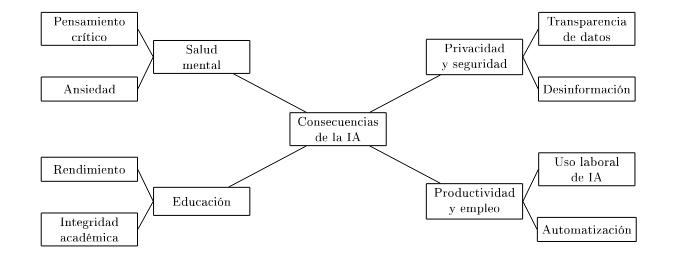 Pensamiento
crítico
Ansiedad
Salud
mental
Privacidad
y seguridad
Transparencia
de datos
Desinformación
Consecuencias
de la IA
Rendimiento
Integridad
académica
Educación
Productividad
y empleo
Uso laboral
de IA
Automatización